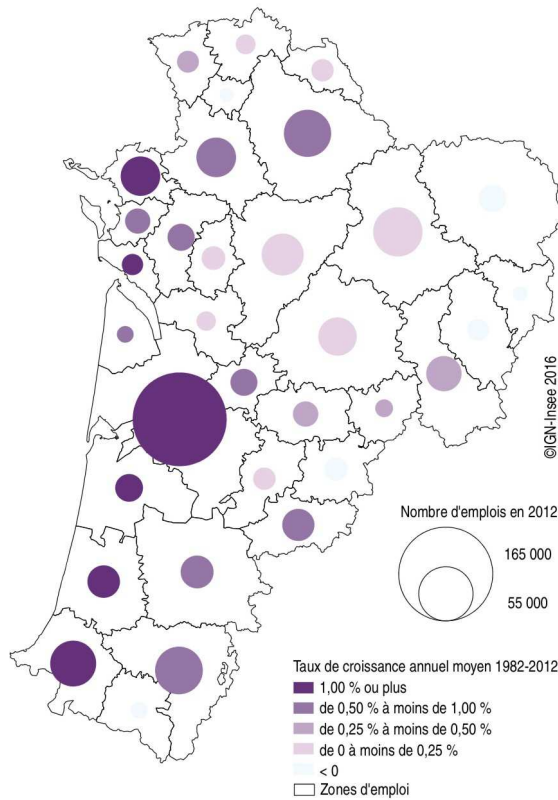 ©IGN-Insee 2016
Nombre d'emplois en 2012
165 000
55 000
Taux de croissance annuel moyen 1982-2012
1,00 % ou plus
de 0,50 % à moins de 1,00 %
de 0,25 % à moins de 0,50 %
de 0 à moins de 0,25 %
< 0
Zones d'emploi